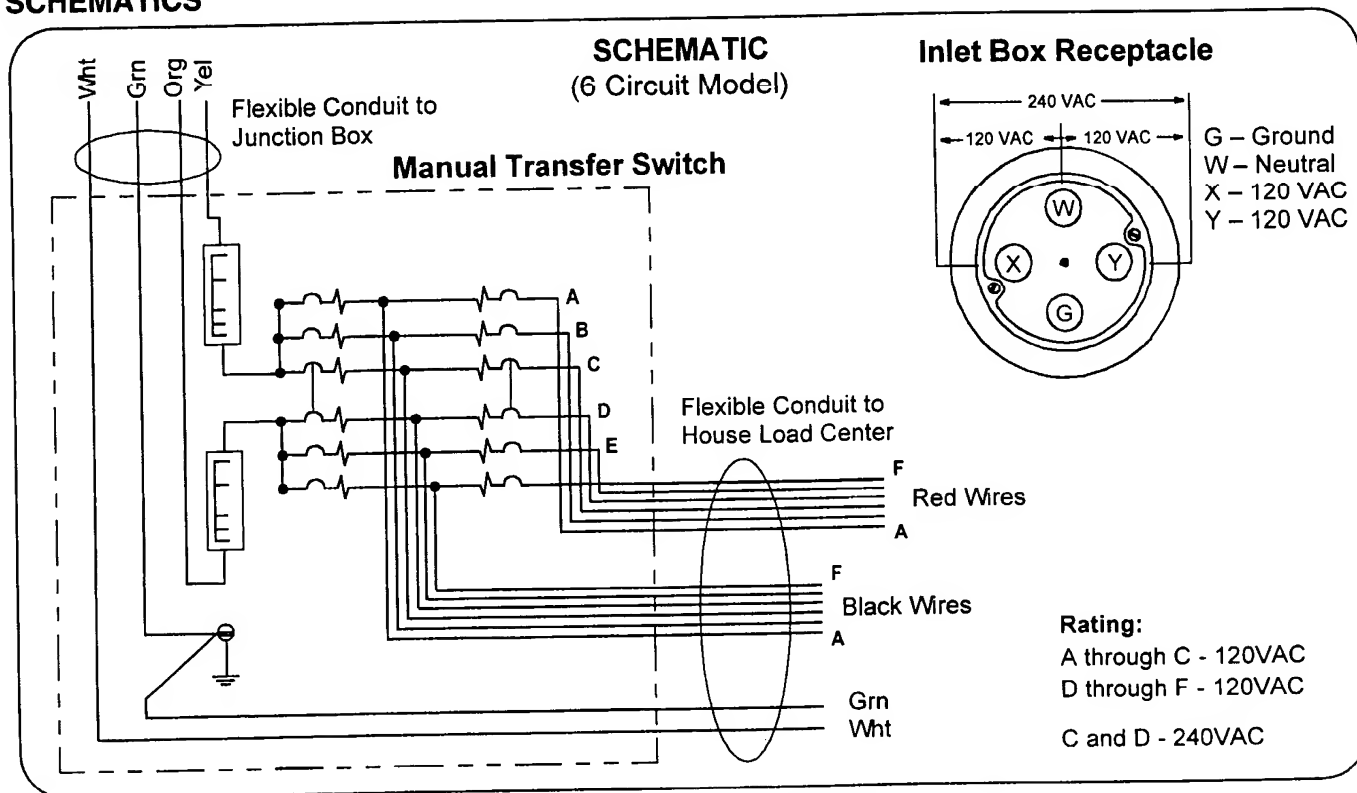 SCHEMATICS
SCHEMATIC
(6 Circuit Model)
Inlet Box Receptacle
Wht
Grn
Org
Yel
Flexible Conduit to
Junction Box
Manual Transfer Switch
240 VAC
120 VAC
120 VAC
G – Ground
W – Neutral
X – 120 VAC
Y – 120 VAC
W
X
Y
G
A
B
C
D
E
Flexible Conduit to
House Load Center
F
Red Wires
A
F
Black Wires
A
Grn
Wht
Rating:
A through C - 120VAC
D through F - 120VAC
C and D - 240VAC